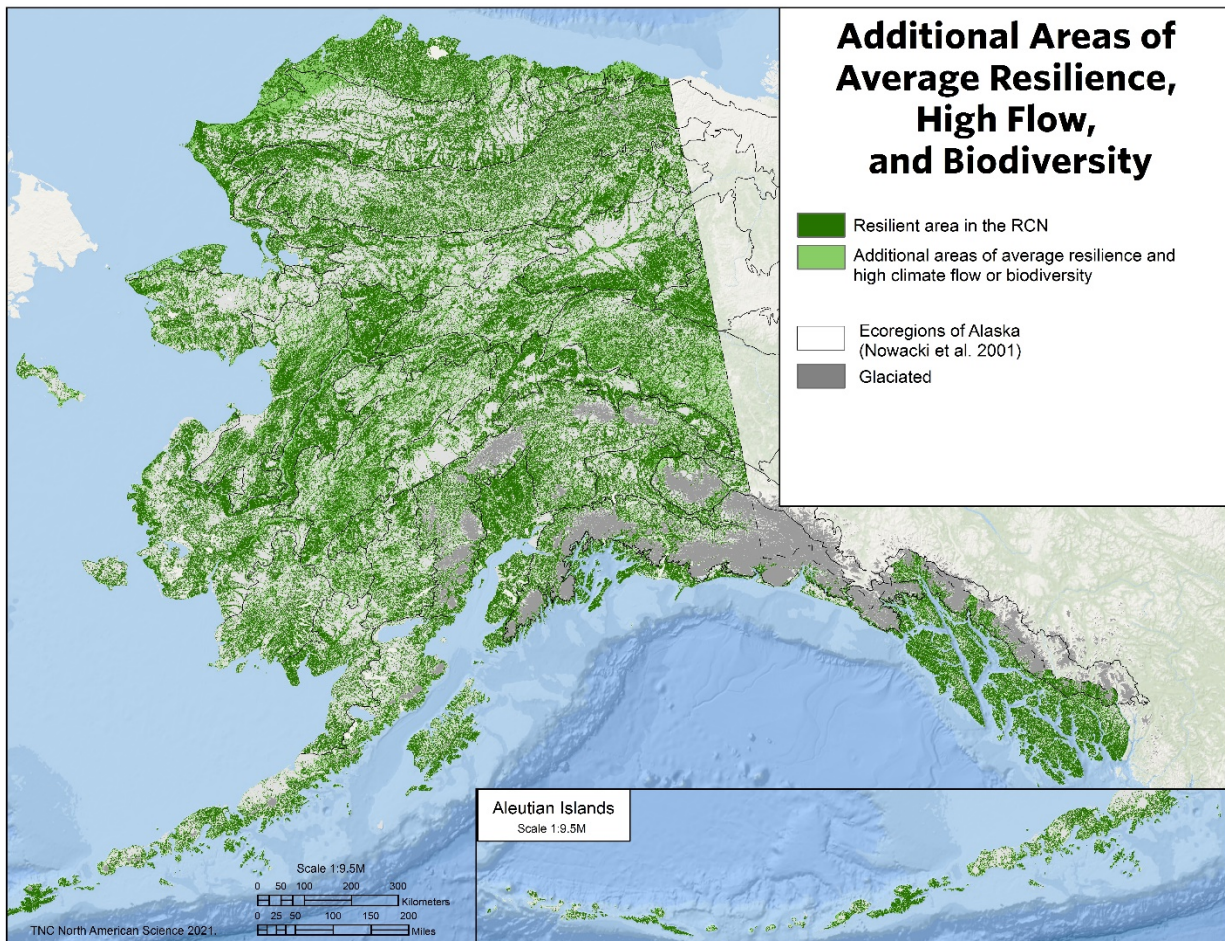 Additional Areas of
Average Resilience,
High Flow,
and Biodiversity
Resilient area in the RCN
Additional areas of average resilience and
high climate flow or biodiversity
Ecoregions of Alaska
(Nowacki et al. 2001)
Glaciated
Aleutian Islands
Scale 1:9.5M
Scale 1:9.5M
0 50 100 200 300
Kilometers
0 25 50 100 150 200
Miles
TNC North American Science 2021.